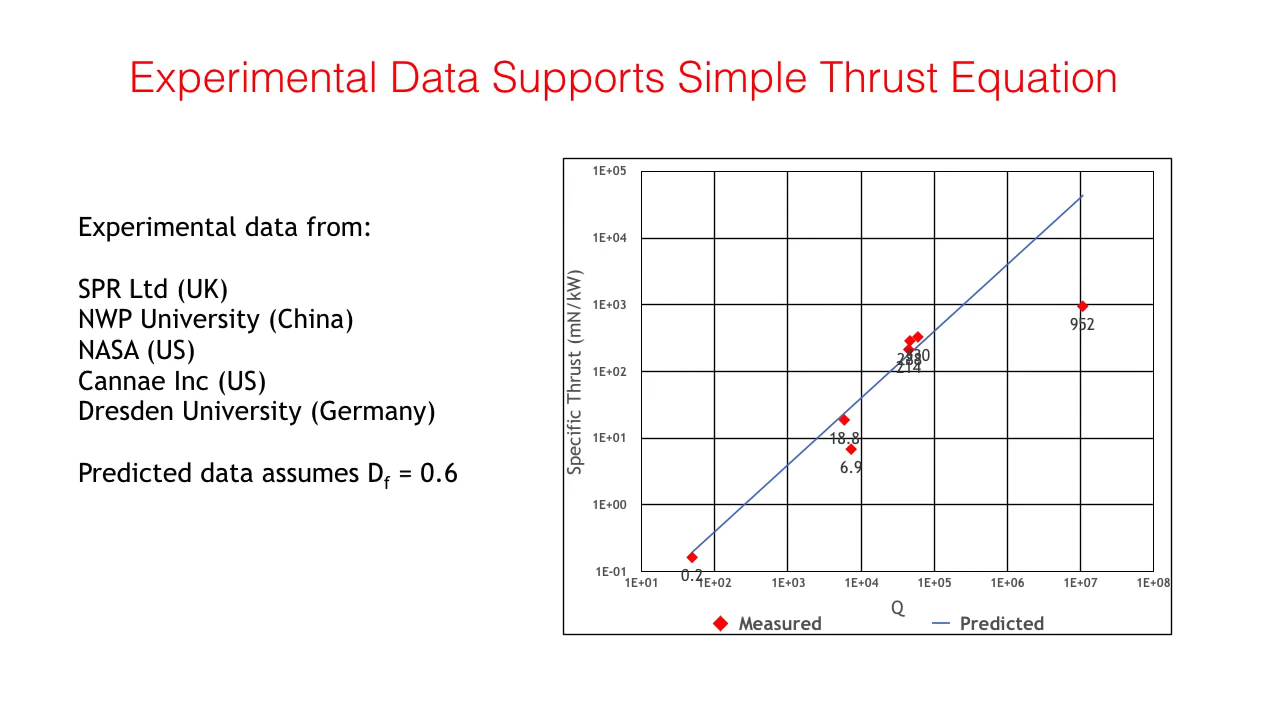 Experimental Data Supports Simple Thrust Equation
Experimental data from:
SPR Ltd (UK)
NWP University (China)
NASA (US)
Cannae Inc (US)
Dresden University (Germany)
Predicted data assumes Df = 0.6
Specific Thrust (mN/kW)
1E+05
1E+04
1E+03
1E+02
1E+01
1E+00
1E-01
952
214
18.8
6.9
0.2
1E+01 1E+02 1E+03 1E+04 1E+05 1E+06 1E+07 1E+08
Q
Measured Predicted